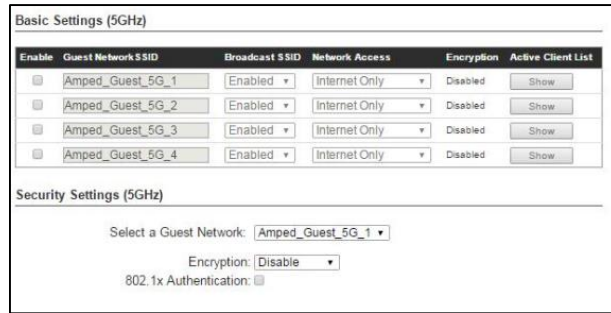 Basic Settings (5GHz)
Enable Guest Network SSID Broadcast SSID Network Access Encryption Active Client List
Amped_Guest_5G_1 Enabled Internet Only Disabled Show
Amped_Guest_5G_2 Enabled Internet Only Disabled Show
Amped_Guest_5G_3 Enabled Internet Only Disabled Show
Amped_Guest_5G_4 Enabled Internet Only Disabled Show
Security Settings (5GHz)
Select a Guest Network: Amped_Guest_5G_1
Encryption: Disable
802.1x Authentication: